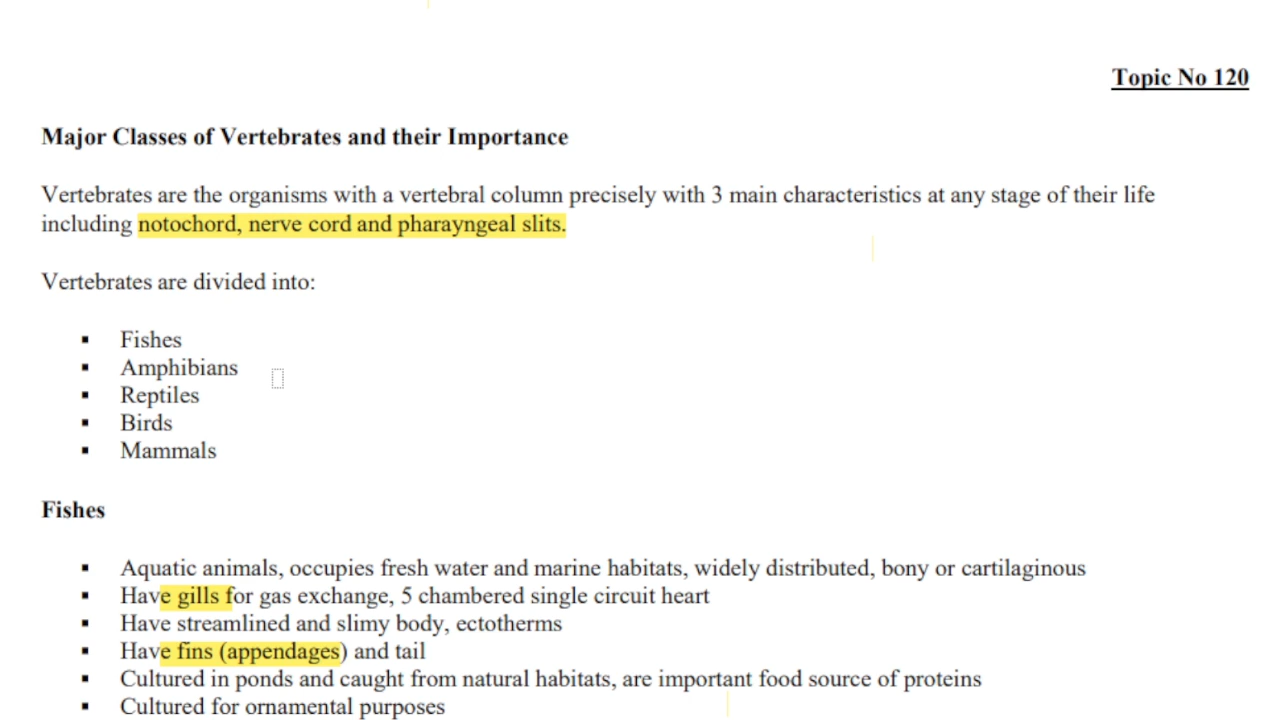 Topic No 120
Major Classes of Vertebrates and their Importance
Vertebrates are the organisms with a vertebral column precisely with 3 main characteristics at any stage of their life
including notochord, nerve cord and pharayngeal slits.
Vertebrates are divided into:
▪ Fishes
▪ Amphibians
▪ Reptiles
▪ Birds
▪ Mammals
Fishes
▪ Aquatic animals, occupies fresh water and marine habitats, widely distributed, bony or cartilaginous
▪ Have gills for gas exchange, 5 chambered single circuit heart
▪ Have streamlined and slimy body, ectotherms
▪ Have fins (appendages) and tail
▪ Cultured in ponds and caught from natural habitats, are important food source of proteins
▪ Cultured for ornamental purposes